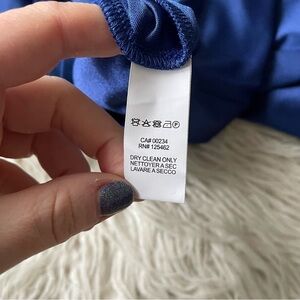 CA# 00234
RN# 125462
DRY CLEAN ONLY
NETTOYER A SEC
LAVARE A SECCO